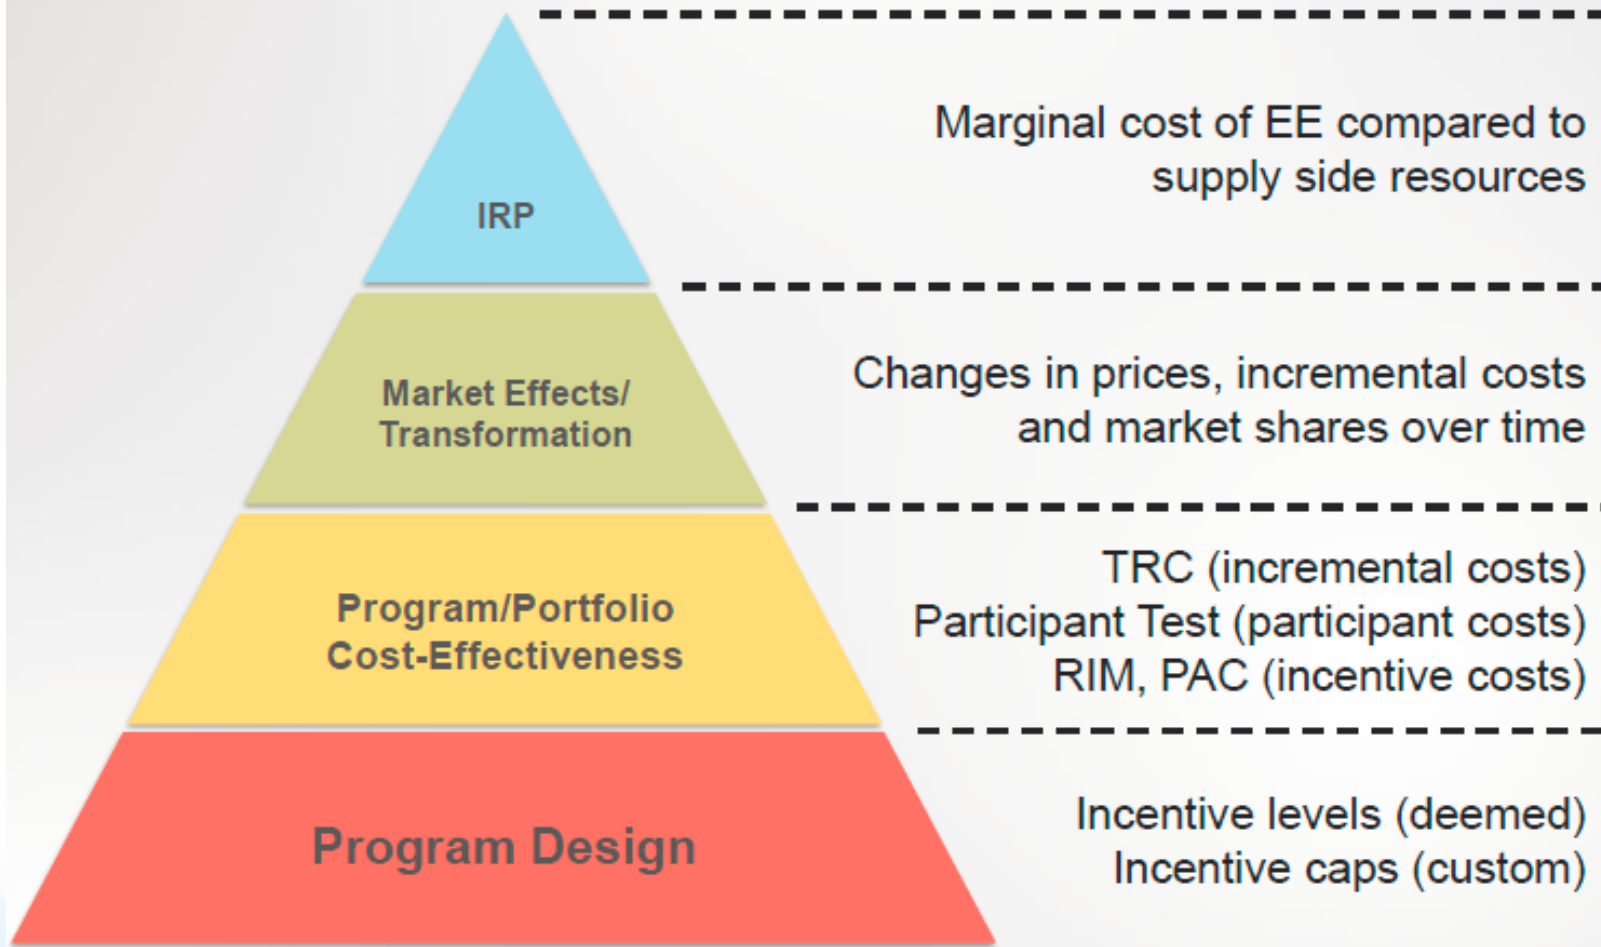 IRP
Marginal cost of EE compared to
supply side resources
Market Effects/
Transformation
Changes in prices, incremental costs
and market shares over time
Program/Portfolio
Cost-Effectiveness
TRC (incremental costs)
Participant Test (participant costs)
RIM, PAC (incentive costs)
Program Design
Incentive levels (deemed)
Incentive caps (custom)